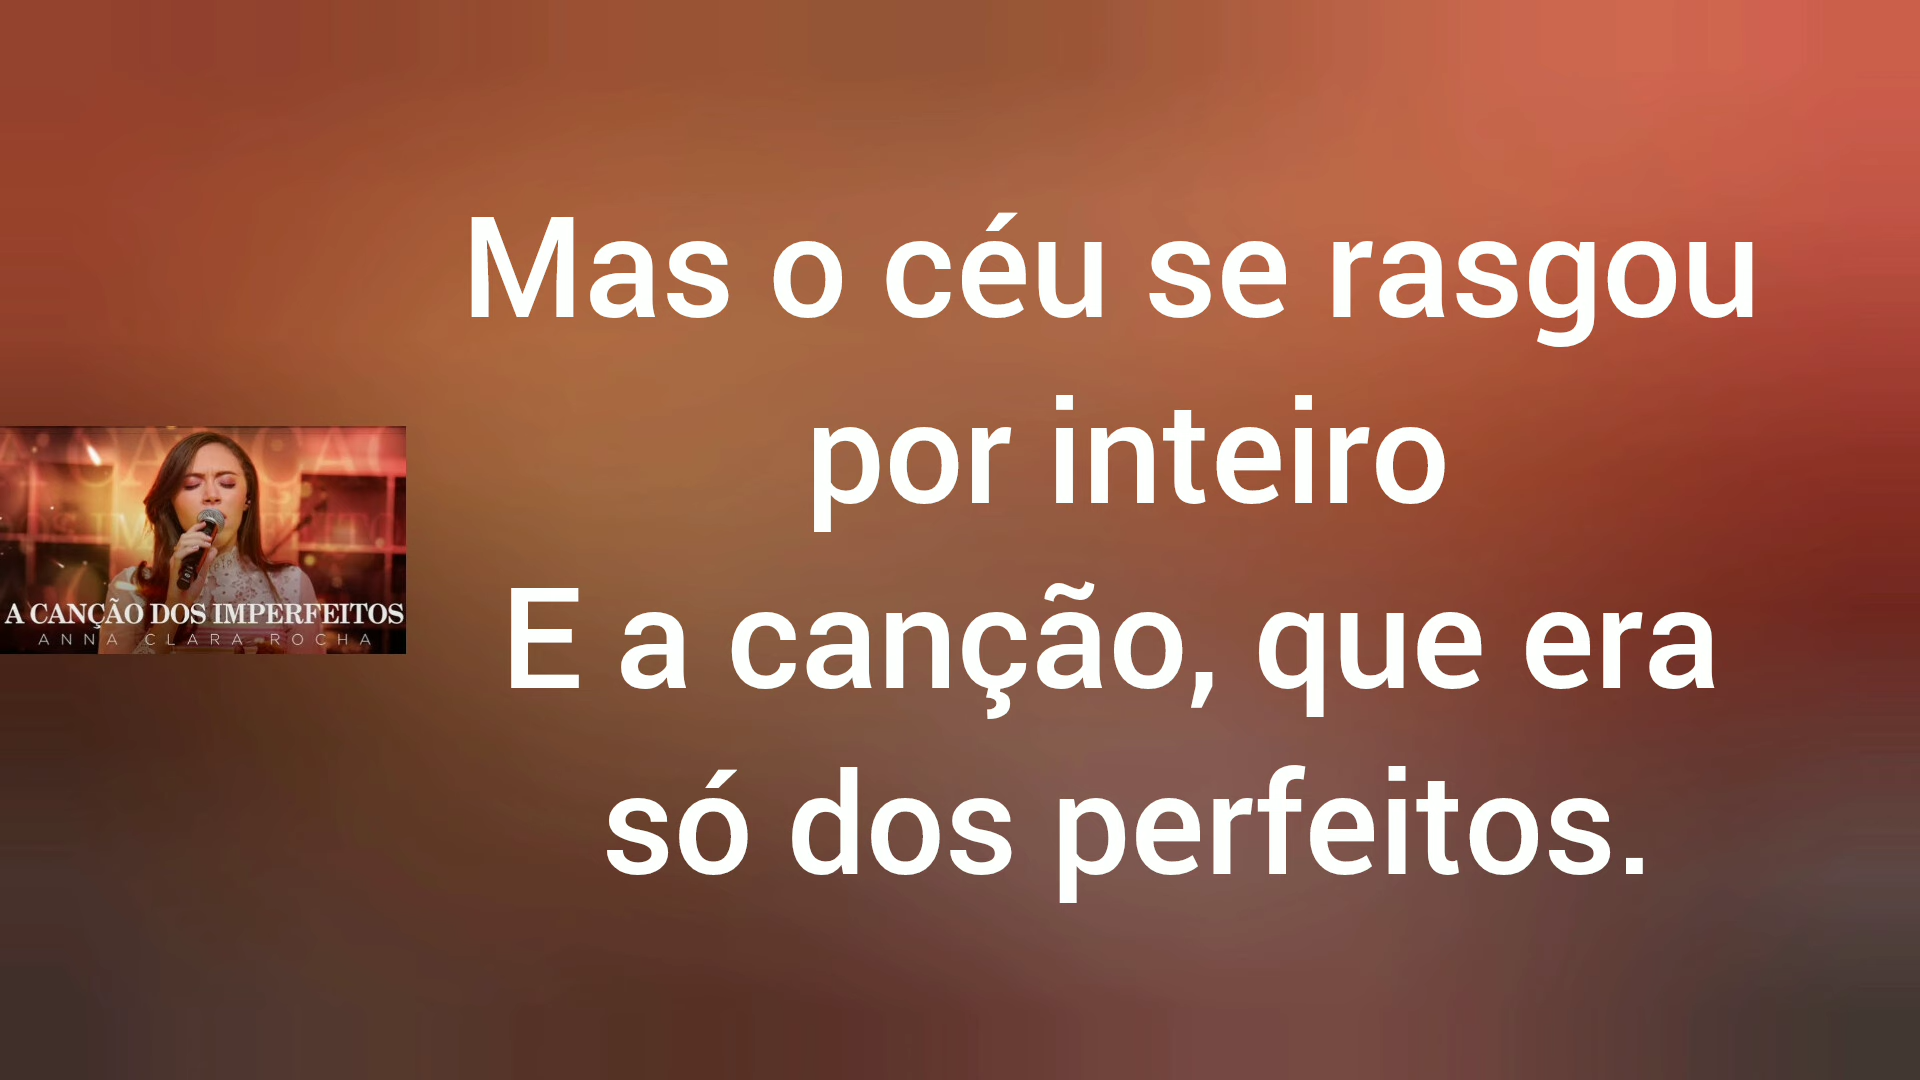 Mas o céu se rasgou
por inteiro
E a canção, que era
só dos perfeitos.
A CANÇÃO DOS IMPERFEITOS
ANNA CLARA ROCHA